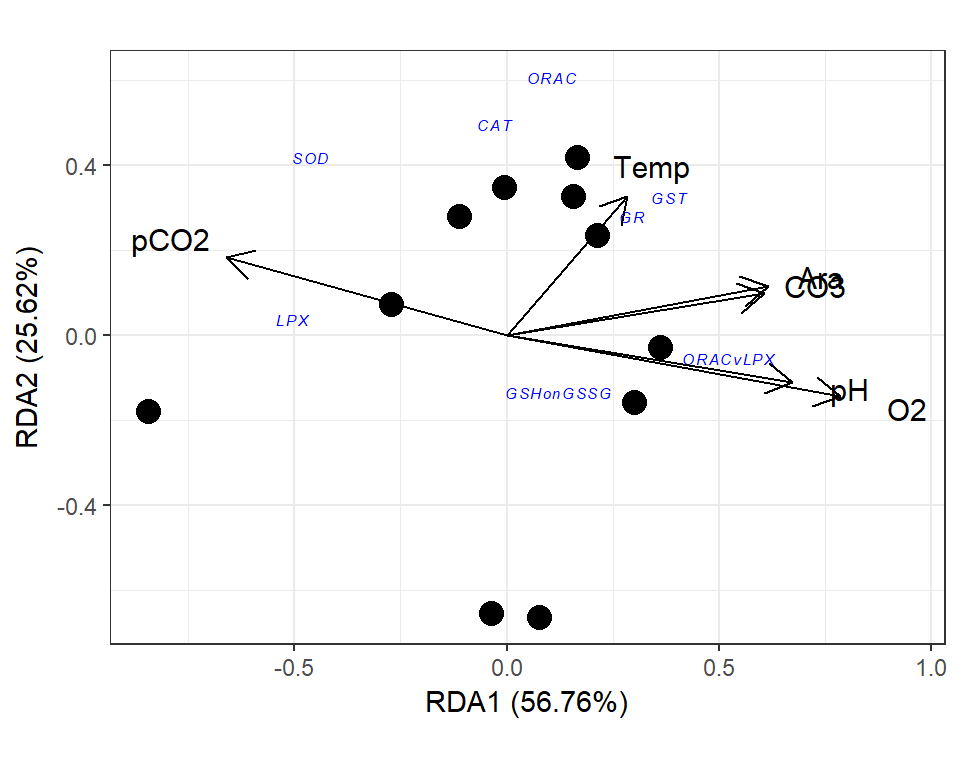 ORAC
CAT
SOD
Temp
GST
GR
pCO2
Ara
CO3
LPX
ORACvLPX
pH
GSHonGSSG
O2
0.4
0.0
-0.4
RDA2 (25.62%)
-0.5
0.0
0.5
1.0
RDA1 (56.76%)